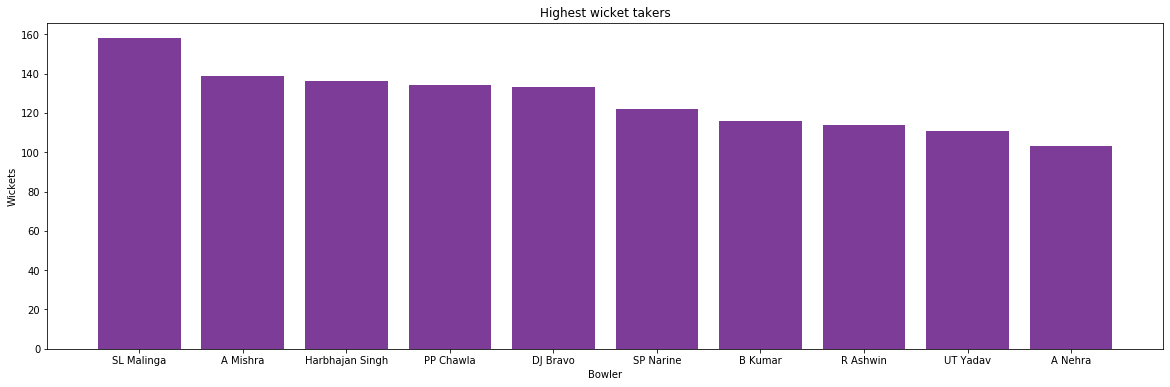 Highest wicket takers
160
140
120
100
80
60
40
20
0
Wickets
SL Malinga A Mishra Harbhajan Singh PP Chawla DJ Bravo SP Narine B Kumar R Ashwin UT Yadav A Nehra
Bowler